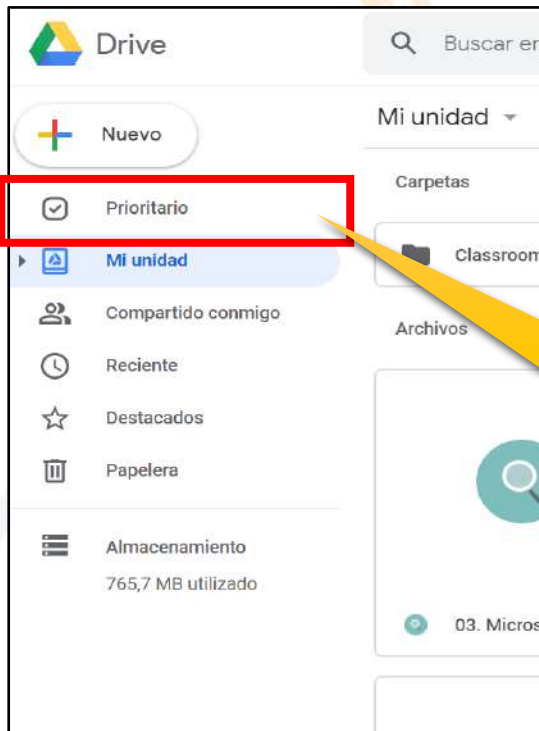 Drive
Buscar en
Nuevo
Mi unidad
Prioritario
Carpetas
Mi unidad
Classroom
Compartido conmigo
Archivos
Reciente
Destacados
Papelera
Almacenamiento
765,7 MB utilizado
03. Micros